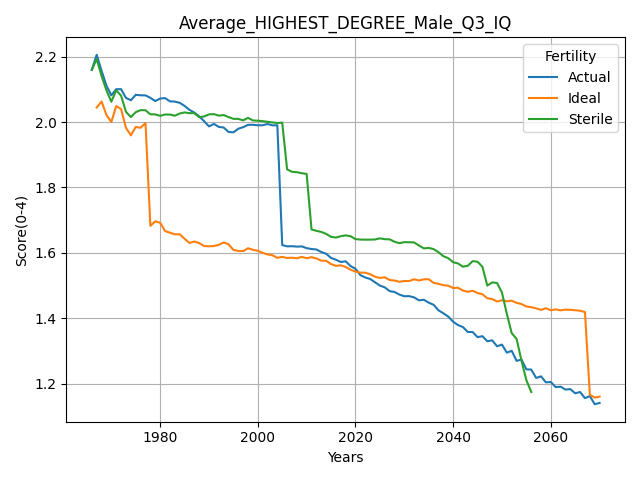 Average_HIGHEST_DEGREE_Male_Q3_IQ
2.2
2.0
1.8
1.6
1.4
1.2
Score(0-4)
Fertility
Actual
Ideal
Sterile
1980
2000
2020
2040
2060
Years